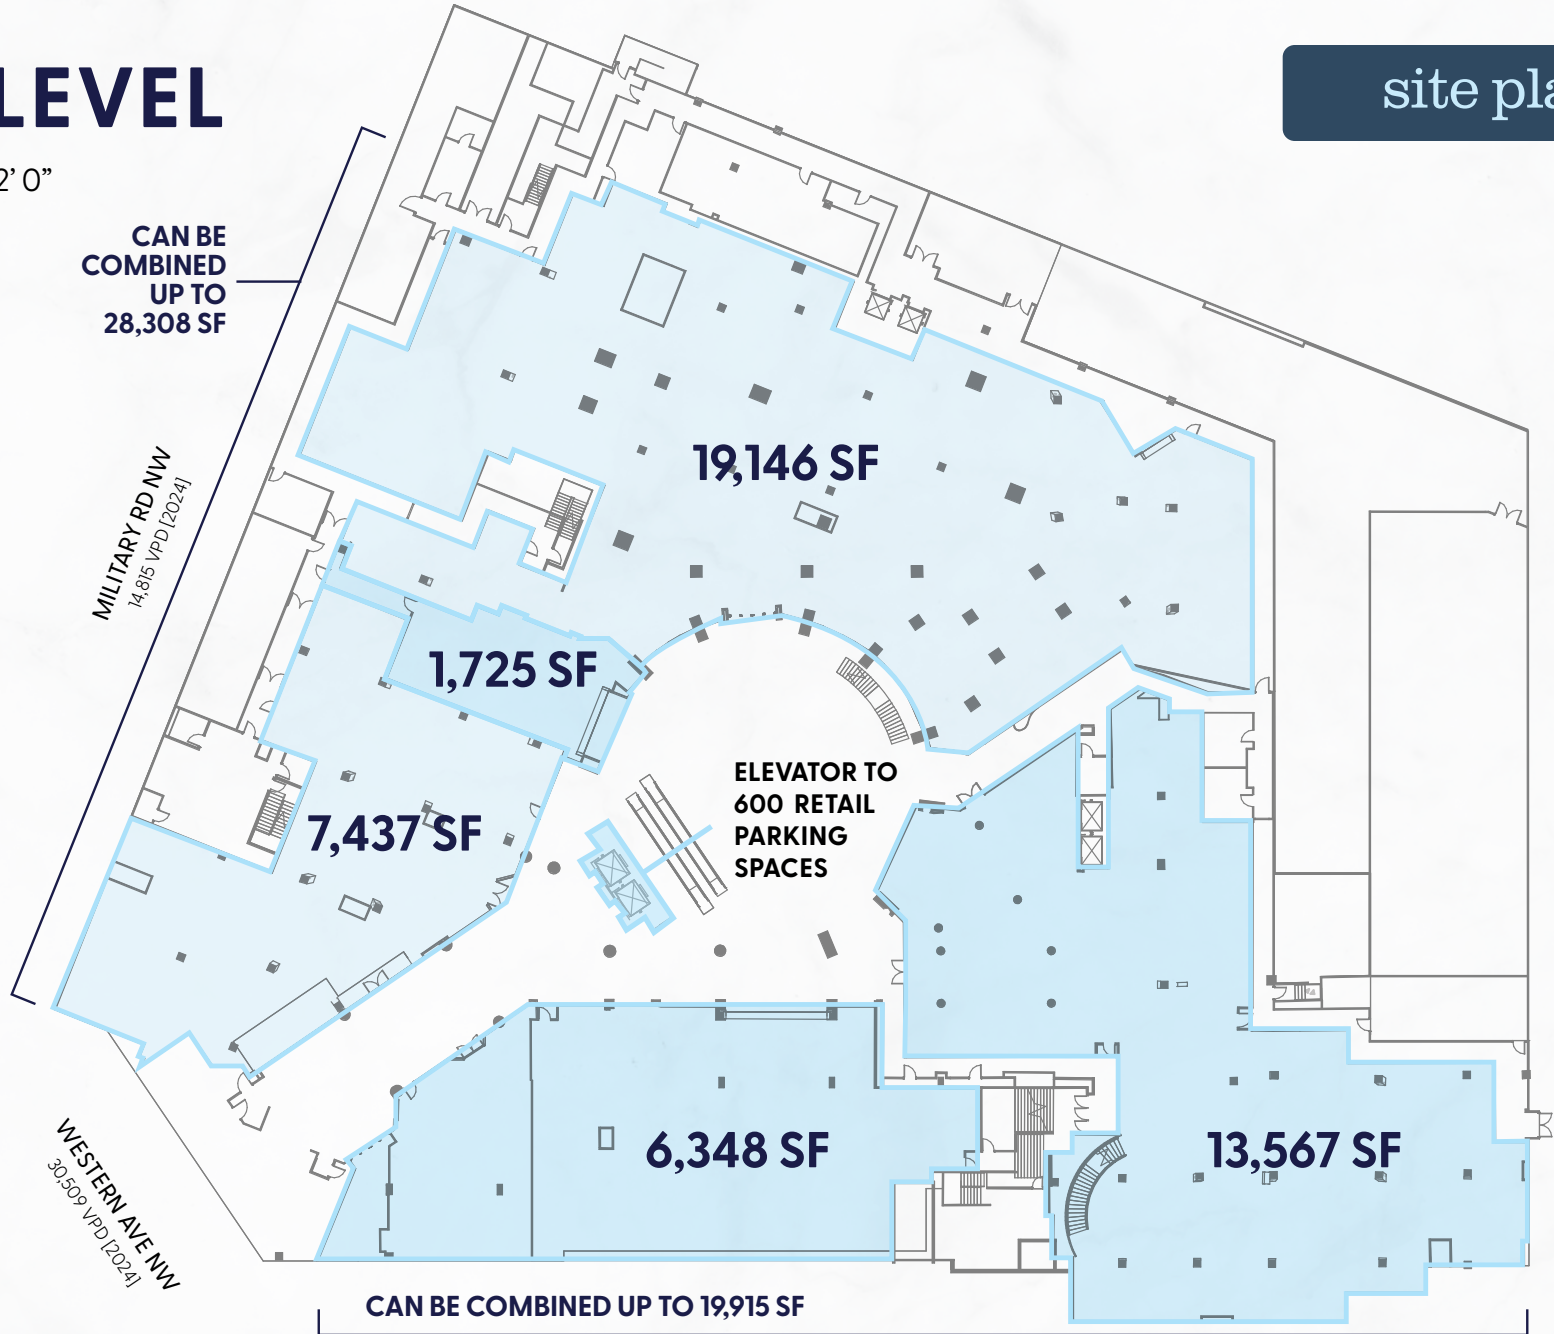 LEVEL
2’ 0”
site pla
CAN BE
COMBINED
UP TO
28,308 SF
MILITARY RD NW
14,815 VPD [2024]
19,146 SF
1,725 SF
7,437 SF
ELEVATOR TO
600 RETAIL
PARKING
SPACES
6,348 SF
13,567 SF
WESTERN AVE NW
30,509 VPD [2024]
CAN BE COMBINED UP TO 19,915 SF